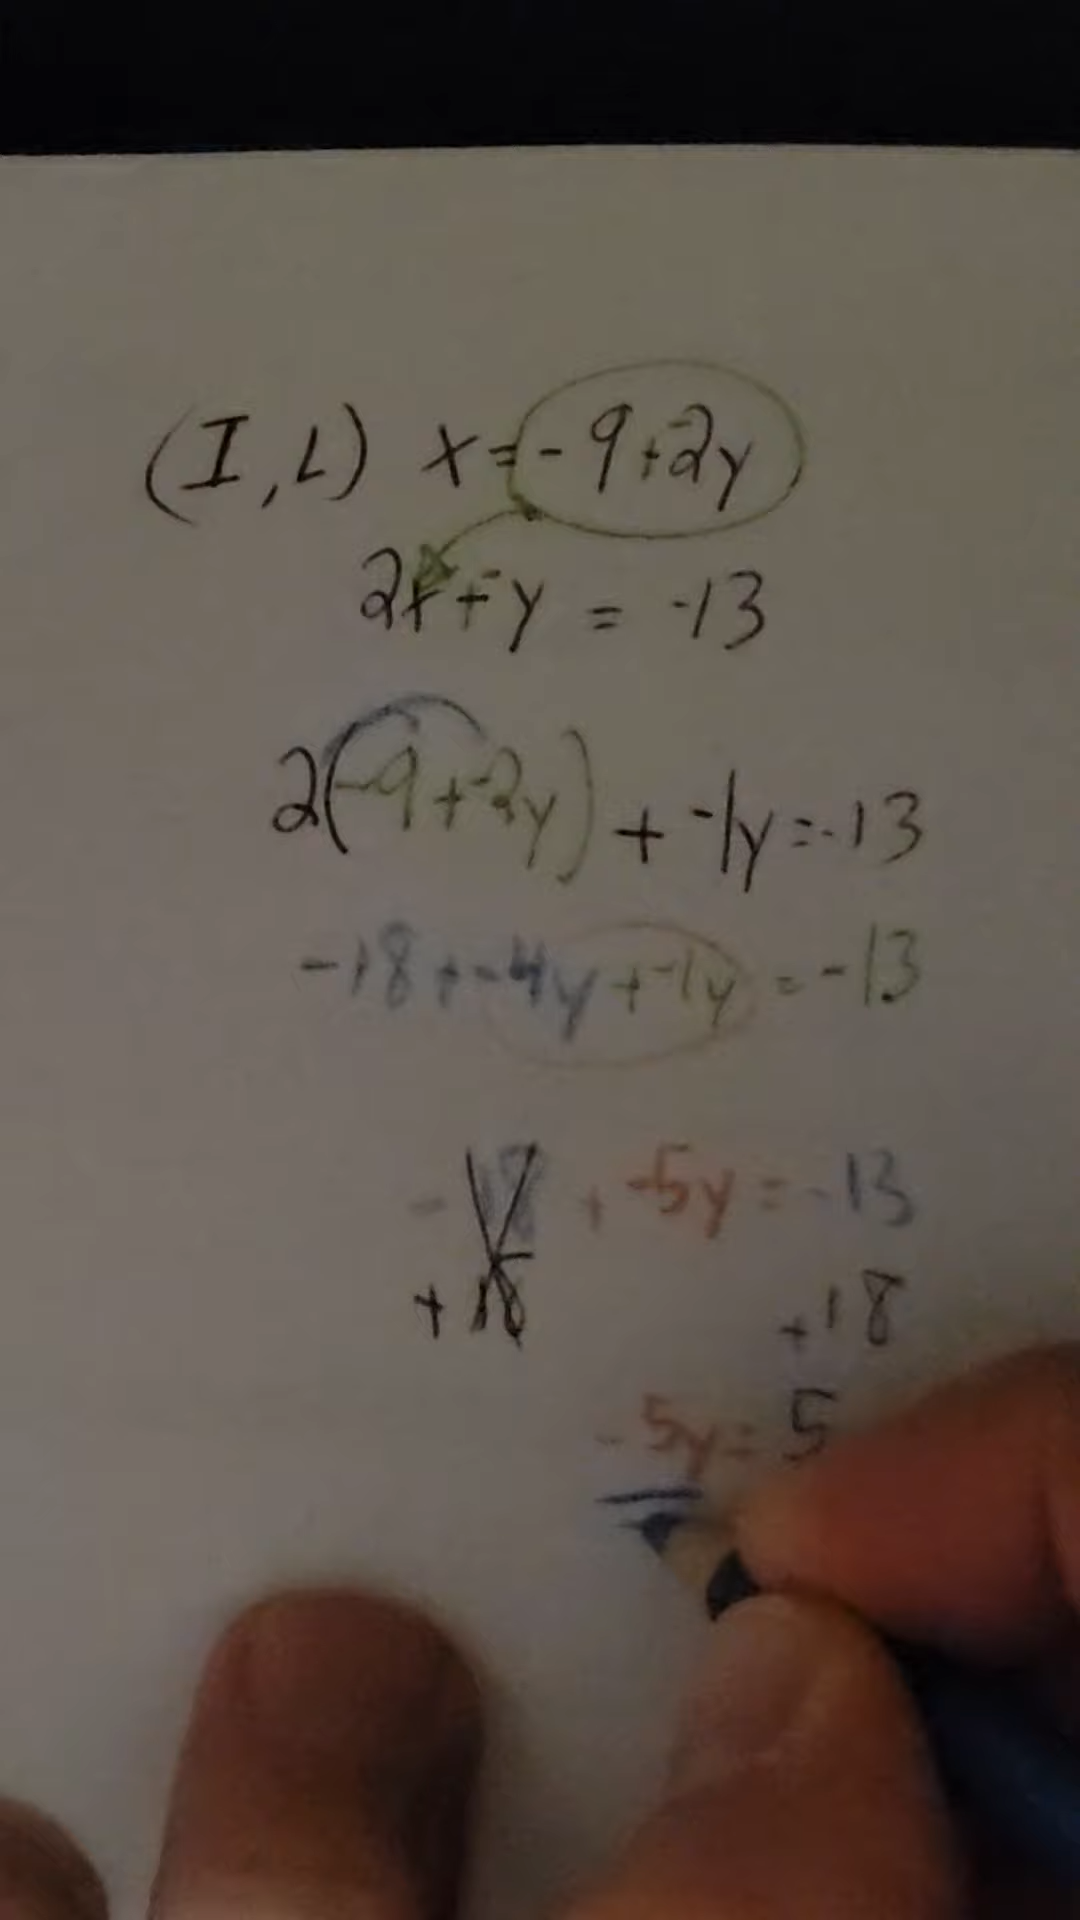 (I,L) x=-9+-2y
2x+-y = -13
2(-9+-2y)+-1y=-13
-18+-4y+-1y=-13
-18+-5y=-13
+18 +18
-5y=5